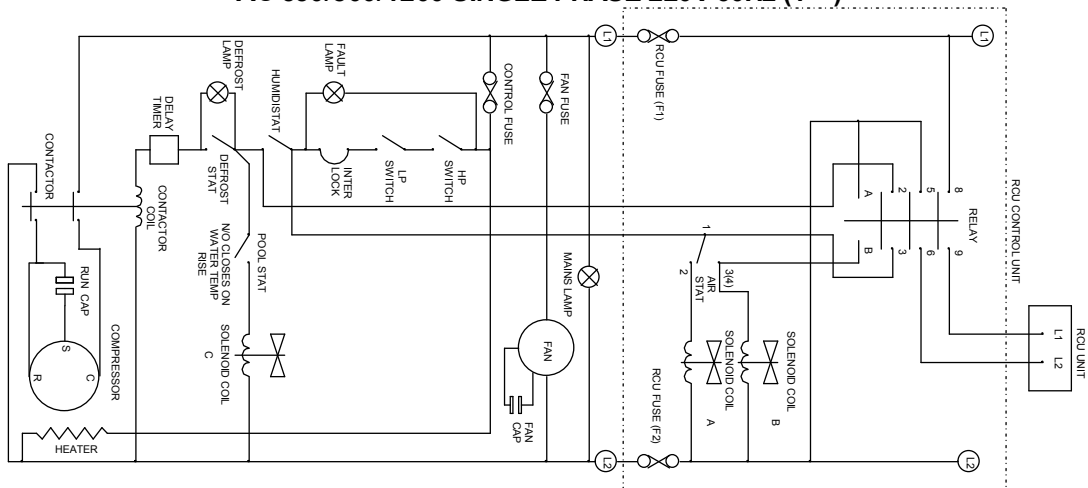 SINGLE PHASE 220V 60HZ
L1
RCU FUSE (F1)
L1
DEFROST
LAMP
FAULT
LAMP
CONTROL FUSE
FAN FUSE
HUMIDISTAT
DELAY
TIMER
DEFROST
STAT
INTER
LOCK
LP
SWITCH
HP
SWITCH
CONTACTOR
CONTACTOR
COIL
2
5
8
A
RELAY
B
3
6
9
RCU CONTROL UNIT
RCU UNIT
L1
L2
POOL STAT
N/O CLOSES ON
WATER TEMP
RISE
1
AIR
STAT
2
3(4)
MAINS LAMP
RUN CAP
COMPRESSOR
S
R
C
SOLENOID COIL
C
FAN
FAN
CAP
SOLENOID COIL
A
SOLENOID COIL
B
HEATER
RCU FUSE (F2)
L2
L2